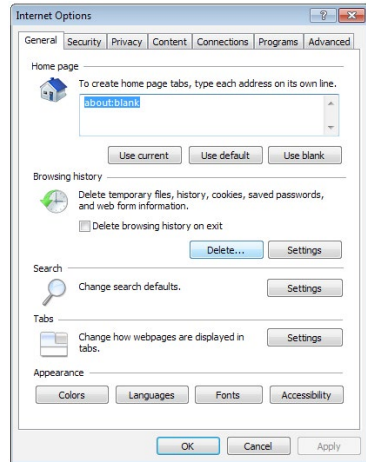 Internet Options
General Security Privacy Content Connections Programs Advanced
Home page
To create home page tabs, type each address on its own line.
about:blank
Use current Use default Use blank
Browsing history
Delete temporary files, history, cookies, saved passwords,
and web form information.
Delete browsing history on exit
Delete... Settings
Search
Change search defaults. Settings
Tabs
Change how webpages are displayed in
tabs.
Settings
Appearance
Colors Languages Fonts Accessibility
OK Cancel Apply